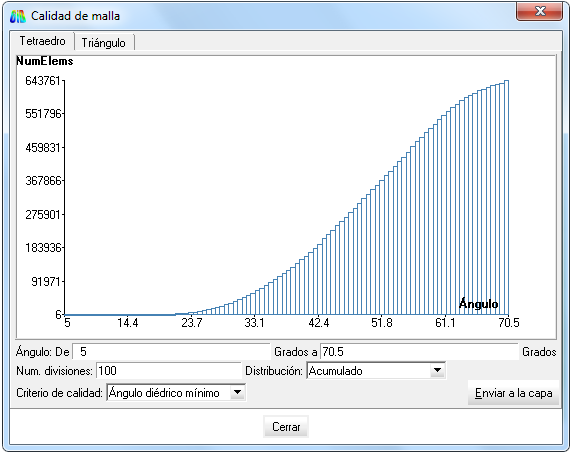 Calidad de malla
Tetraedro Triángulo
NumElems
643761
551796
459831
367866
275901
183936
91971
6
Ángulo
5 14.4 23.7 33.1 42.4 51.8 61.1 70.5
Ángulo: De 5 Grados a 70.5 Grados
Num. divisiones: 100 Distribución: Acumulado
Criterio de calidad: Ángulo diédrico mínimo Enviar a la capa
Cerrar